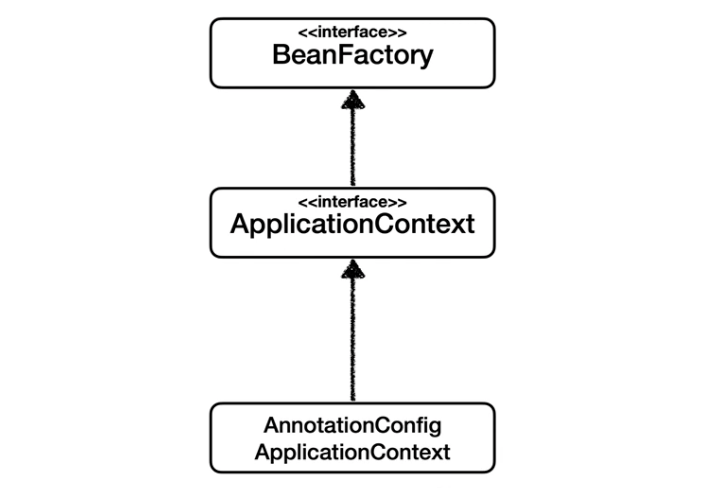 <<interface>>
BeanFactory
<<interface>>
ApplicationContext
AnnotationConfig
ApplicationContext